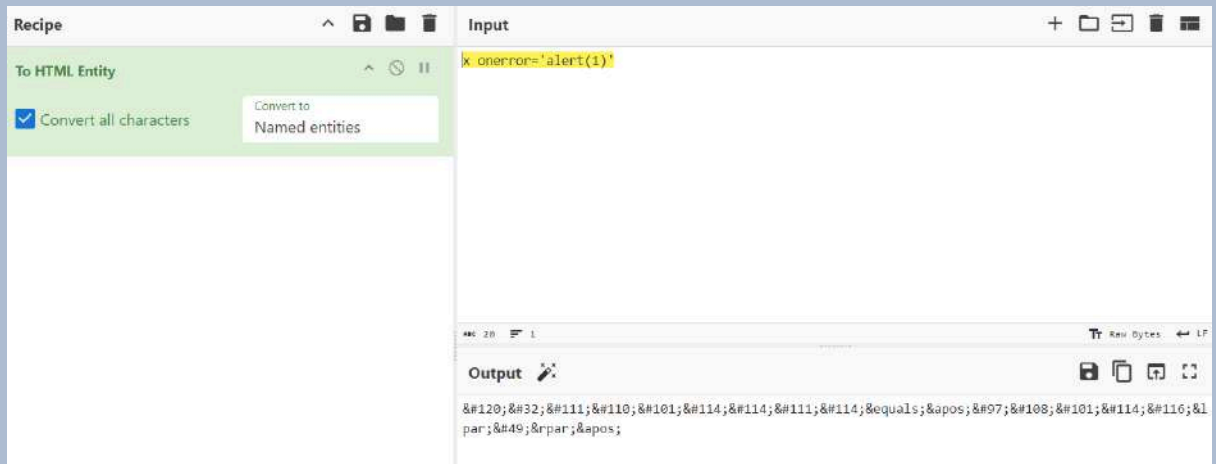 Recipe
To HTML Entity
Convert all characters
Convert to
Named entities
Input
x onerror='alert(1)'
ABC 20 1
Tт Raw Bytes LF
Output
&#120;&#32;&#111;&#110;&#101;&#114;&#114;&#111;&#114;&equals;&apos;&#97;&#108;&#101;&#114;&#116;&l
par;&#49;&rpar;&apos;